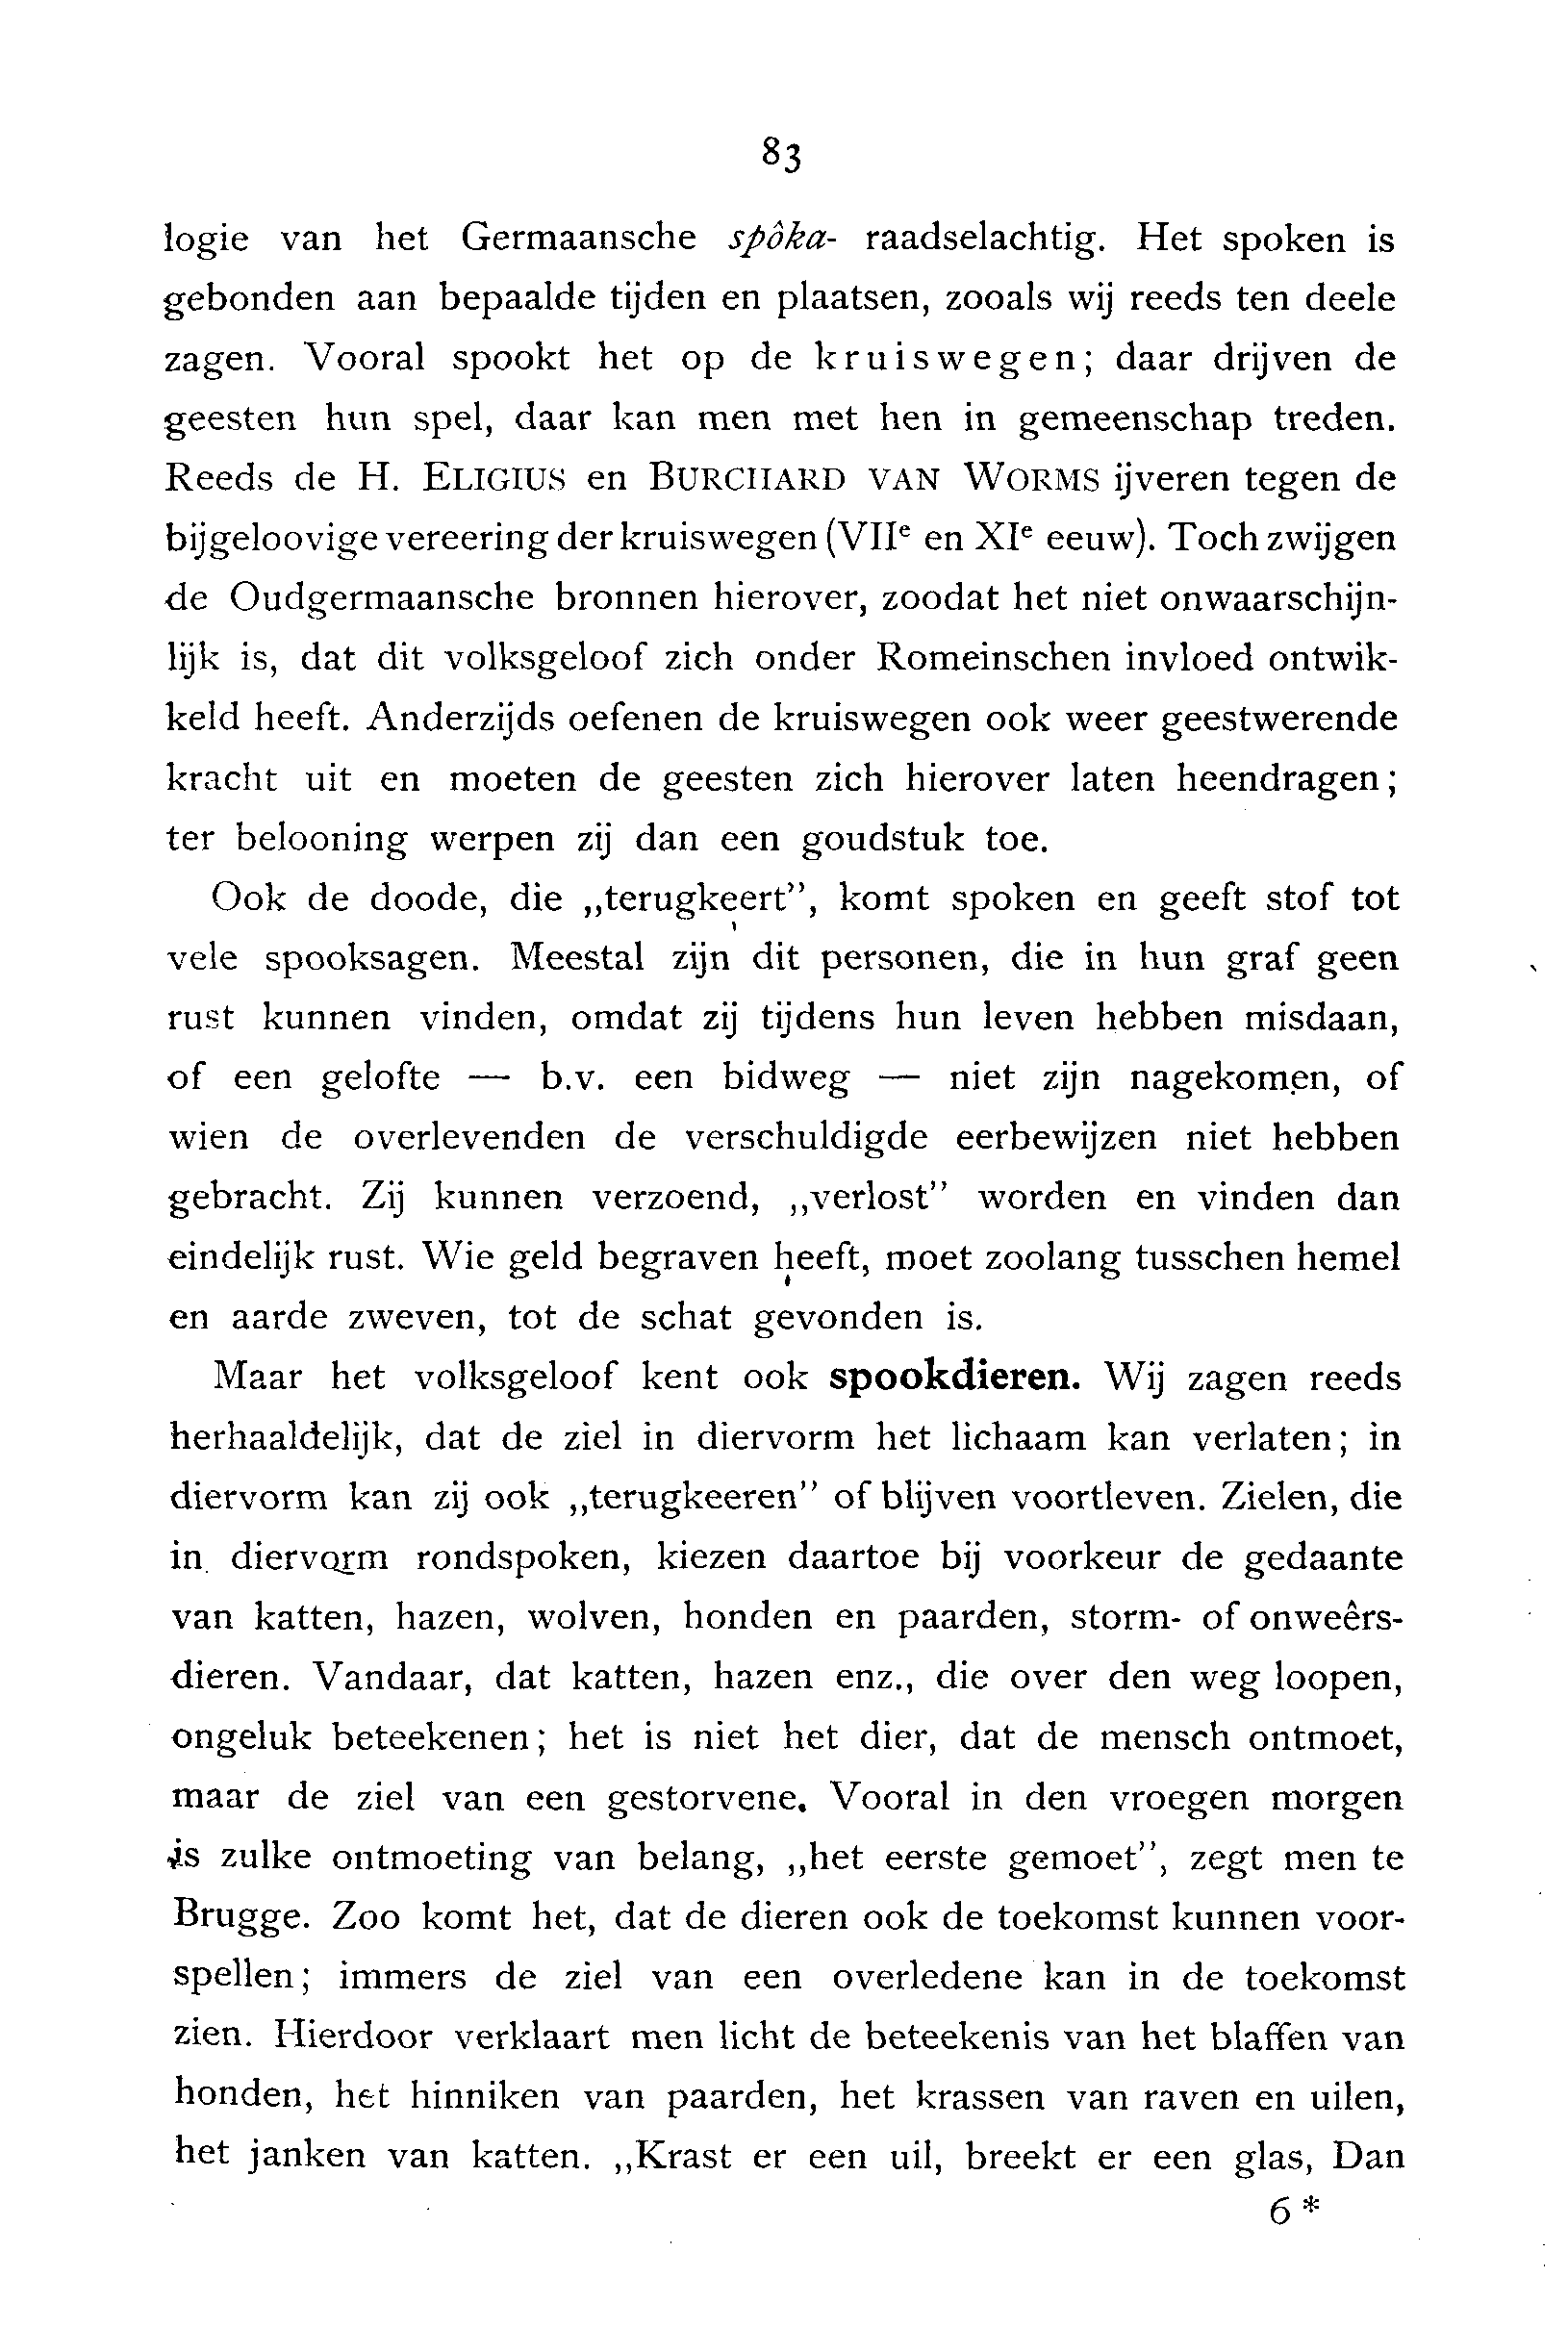 83
logie van het Germaansche spôka- raadselachtig. Het spoken is
gebonden aan bepaalde tijden en plaatsen, zooals wij reeds ten deele
zagen. Vooral spookt het op de kruiswegen; daar drijven de
geesten hun spel, daar kan men met hen in gemeenschap treden.
Reeds de H. ELIGIUS en BURCHARD VAN WORMS ijveren tegen de
bijgeloovige vereering der kruiswegen (VIIe en XIe eeuw). Toch zwijgen
de Oudgermaansche bronnen hierover, zoodat het niet onwaarschijn-
lijk is, dat dit volksgeloof zich onder Romeinschen invloed ontwik-
keld heeft. Anderzijds oefenen de kruiswegen ook weer geestwerende
kracht uit en moeten de geesten zich hierover laten heendragen;
ter belooning werpen zij dan een goudstuk toe.
Ook de doode, die „terugkeert”, komt spoken en geeft stof tot
vele spooksagen. Meestal zijn dit personen, die in hun graf geen
rust kunnen vinden, omdat zij tijdens hun leven hebben misdaan,
of een gelofte — b.v. een bidweg — niet zijn nagekomen, of
wien de overlevenden de verschuldigde eerbewijzen niet hebben
gebracht. Zij kunnen verzoend, „verlost” worden en vinden dan
eindelijk rust. Wie geld begraven heeft, moet zoolang tusschen hemel
en aarde zweven, tot de schat gevonden is.
Maar het volksgeloof kent ook spookdieren. Wij zagen reeds
herhaaldelijk, dat de ziel in diervorm het lichaam kan verlaten; in
diervorm kan zij ook „terugkeeren” of blijven voortleven. Zielen, die
in diervorm rondspoken, kiezen daartoe bij voorkeur de gedaante
van katten, hazen, wolven, honden en paarden, storm- of onweêrs-
dieren. Vandaar, dat katten, hazen enz., die over den weg loopen,
ongeluk beteekenen; het is niet het dier, dat de mensch ontmoet,
maar de ziel van een gestorvene. Vooral in den vroegen morgen
is zulke ontmoeting van belang, „het eerste gemoet”, zegt men te
Brugge. Zoo komt het, dat de dieren ook de toekomst kunnen voor-
spellen; immers de ziel van een overledene kan in de toekomst
zien. Hierdoor verklaart men licht de beteekenis van het blaffen van
honden, het hinniken van paarden, het krassen van raven en uilen,
het janken van katten. „Krast er een uil, breekt er een glas, Dan
6 *